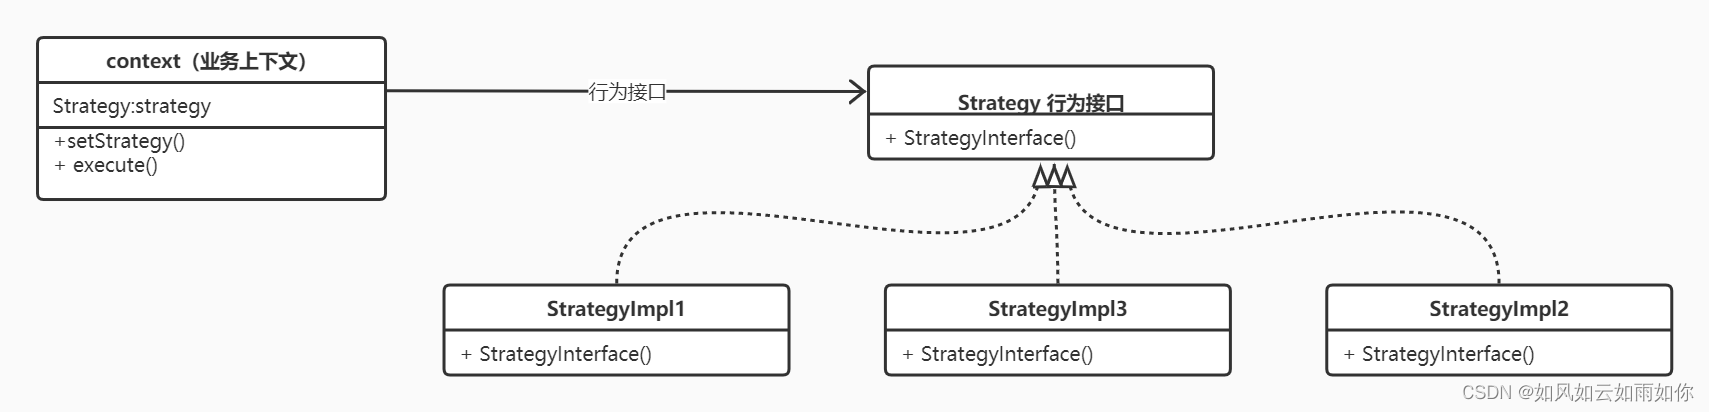 context（业务上下文）
Strategy:strategy
+setStrategy()
+ execute()
行为接口
Strategy 行为接口
+ StrategyInterface()
StrategyImpl1
+ StrategyInterface()
StrategyImpl3
+ StrategyInterface()
StrategyImpl2
+ StrategyInterface()
CSDN @如风如云如雨如你